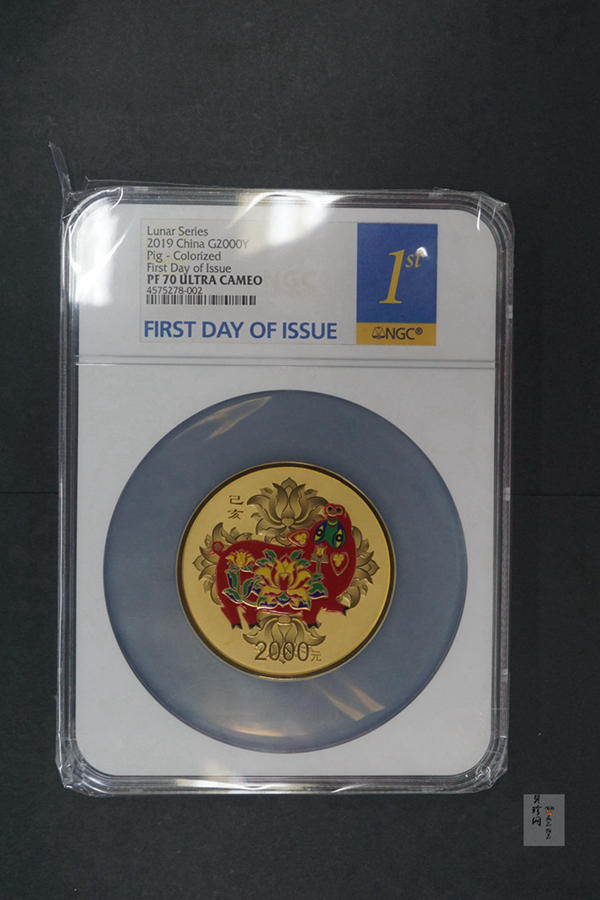 Lunar Series
2019 China G2000Y
Pig - Colorized
First Day of Issue
PF 70 ULTRA CAMEO
4575278-002
FIRST DAY OF ISSUE
1st
NGC®
己
亥
2000元